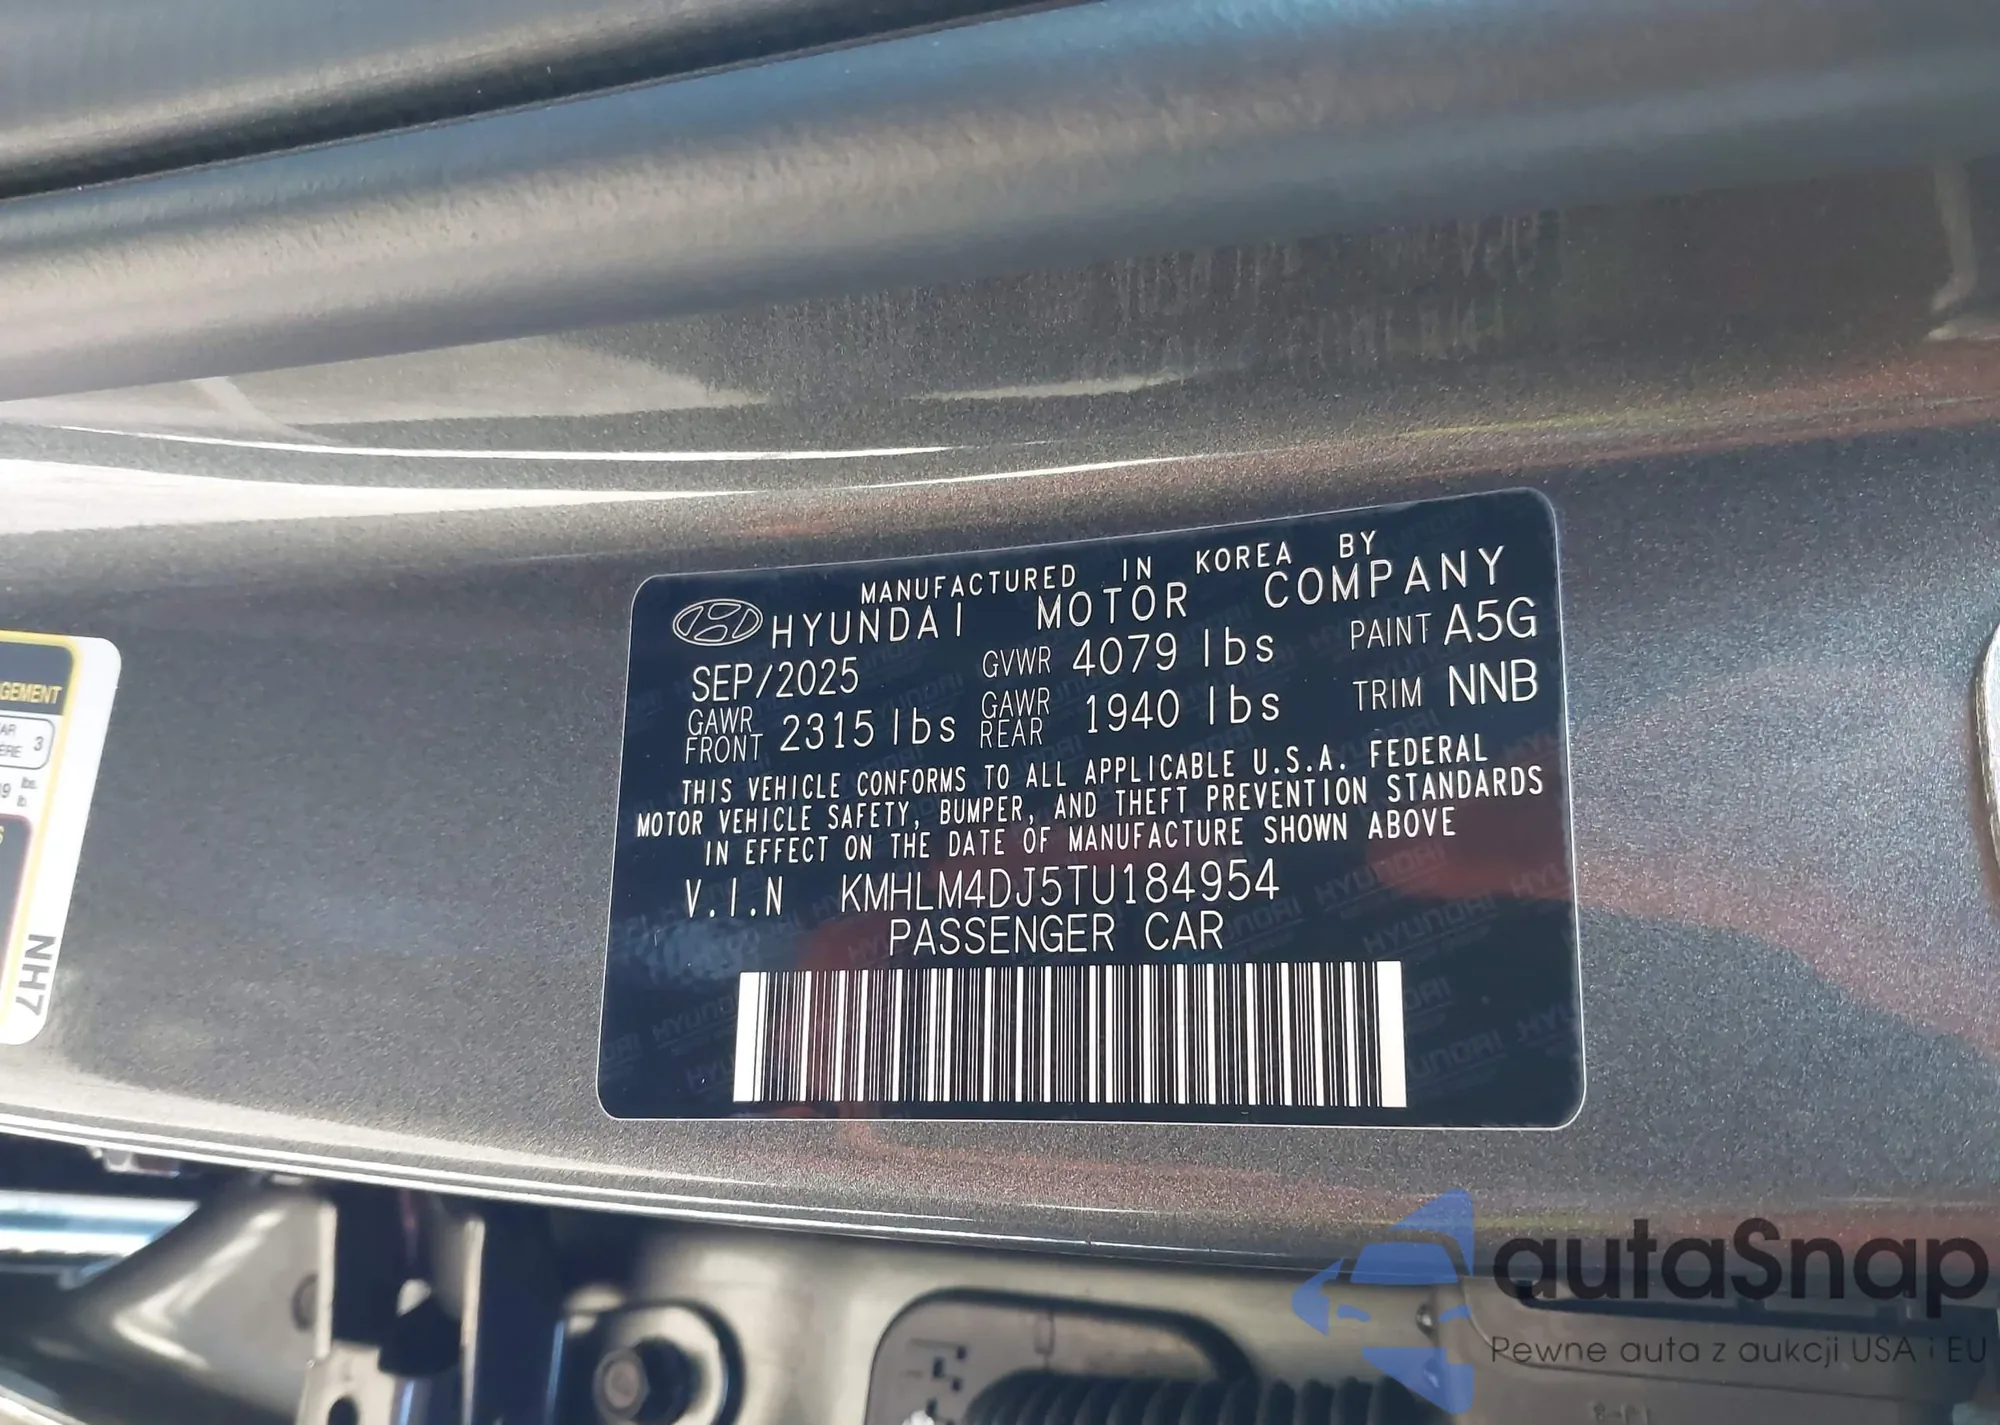 MANUFACTURED IN KOREA BY
HYUNDAI MOTOR COMPANY
SEP/2025 GVWR 4079 lbs PAINT A5G
GAWR FRONT 2315 lbs GAWR REAR 1940 lbs TRIM NNB
THIS VEHICLE CONFORMS TO ALL APPLICABLE U.S.A. FEDERAL
MOTOR VEHICLE SAFETY, BUMPER, AND THEFT PREVENTION STANDARDS
IN EFFECT ON THE DATE OF MANUFACTURE SHOWN ABOVE
V.I.N KMHLM4DJ5TU184954
PASSENGER CAR
3
lbs.
NH7
autaSnap
Pewne auta z aukcji USA i EU